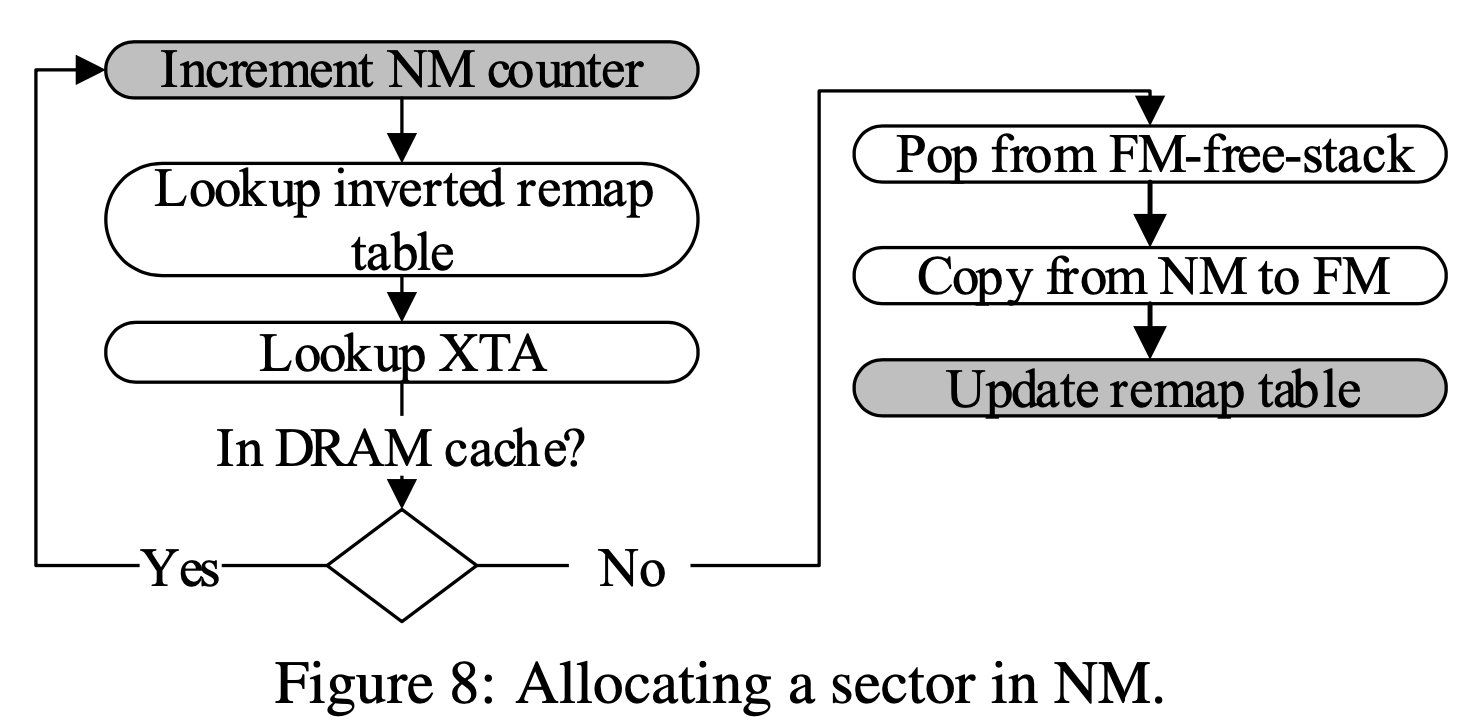 Increment NM counter
Lookup inverted remap
table
Lookup XTA
In DRAM cache?
Yes
No
Pop from FM-free-stack
Copy from NM to FM
Update remap table
Figure 8: Allocating a sector in NM.